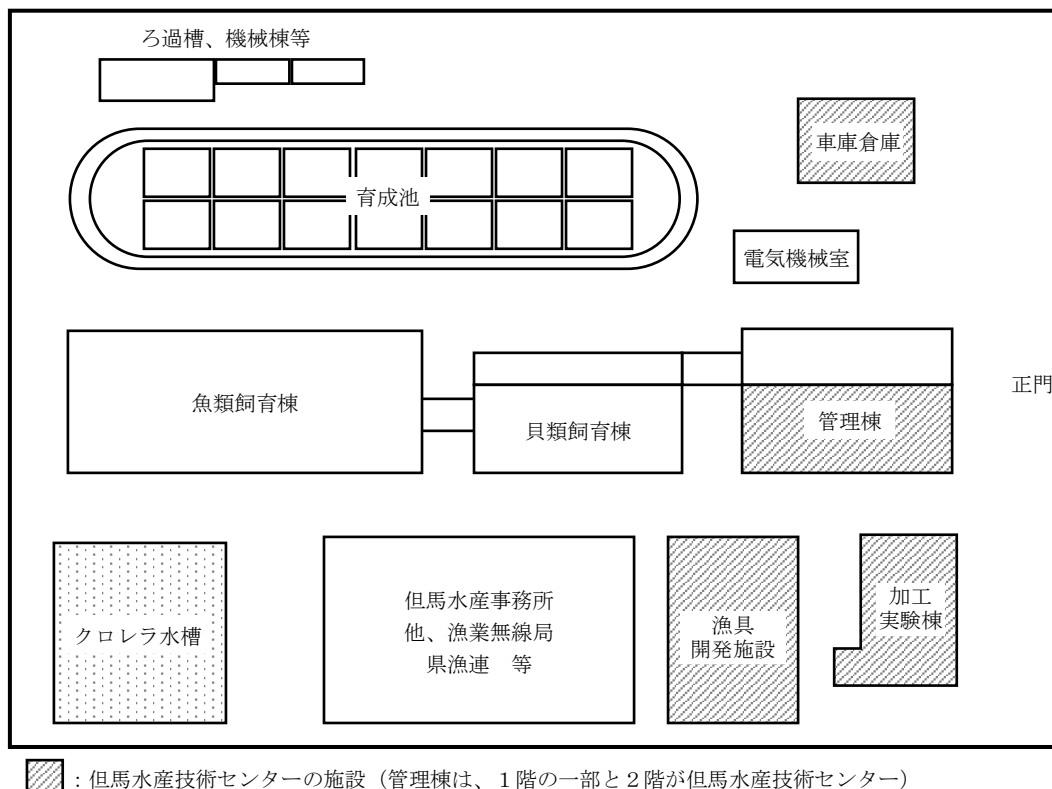 ろ過槽、機械棟等
車庫倉庫
育成池
電気機械室
正門
魚類飼育棟
貝類飼育棟
管理棟
クロレラ水槽
但馬水産事務所
他、漁業無線局
県漁連　等
漁具
開発施設
加工
実験棟
：但馬水産技術センターの施設（管理棟は、１階の一部と２階が但馬水産技術センター）